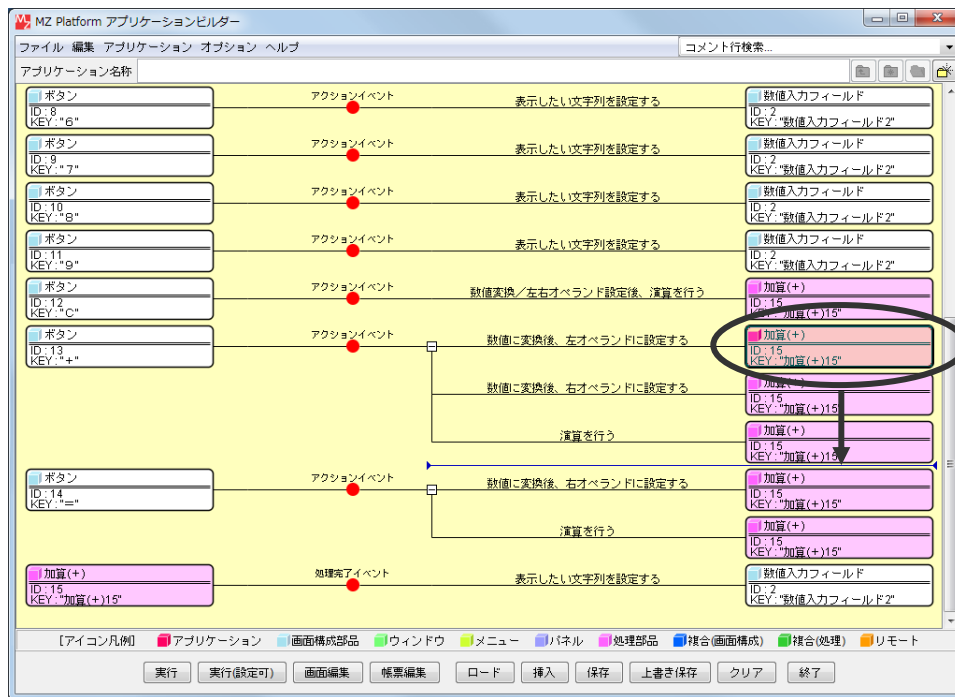 MZ Platform アプリケーションビルダー
ファイル 編集 アプリケーション オプション ヘルプ コメント行検索...
アプリケーション名称
ボタン アクションイベント 表示したい文字列を設定する 数値入力フィールド
ID:8 ID:2
KEY:"6" KEY:"数値入力フィールド2"
ボタン アクションイベント 表示したい文字列を設定する 数値入力フィールド
ID:9 ID:2
KEY:"7" KEY:"数値入力フィールド2"
ボタン アクションイベント 表示したい文字列を設定する 数値入力フィールド
ID:10 ID:2
KEY:"8" KEY:"数値入力フィールド2"
ボタン アクションイベント 表示したい文字列を設定する 数値入力フィールド
ID:11 ID:2
KEY:"9" KEY:"数値入力フィールド2"
ボタン アクションイベント 数値変換／左右オペランド設定後、演算を行う 加算(+)
ID:12 ID:15
KEY:"C" KEY:"加算(+)15"
ボタン アクションイベント 数値に変換後、左オペランドに設定する 加算(+)
ID:13 ID:15
KEY:"+" KEY:"加算(+)15"
数値に変換後、右オペランドに設定する 加算(+)
ID:15
KEY:"加算(+)15"
演算を行う 加算(+)
ID:15
KEY:"加算(+)15"
ボタン アクションイベント 数値に変換後、右オペランドに設定する 加算(+)
ID:14 ID:15
KEY:"=" KEY:"加算(+)15"
演算を行う 加算(+)
ID:15
KEY:"加算(+)15"
加算(+) 処理完了イベント 表示したい文字列を設定する 数値入力フィールド
ID:15 ID:2
KEY:"加算(+)15" KEY:"数値入力フィールド2"
[アイコン凡例] アプリケーション 画面構成部品 ウィンドウ メニュー パネル 処理部品 複合(画面構成) 複合(処理) リモート
実行 実行(設定可) 画面編集 帳票編集 ロード 挿入 保存 上書き保存 クリア 終了